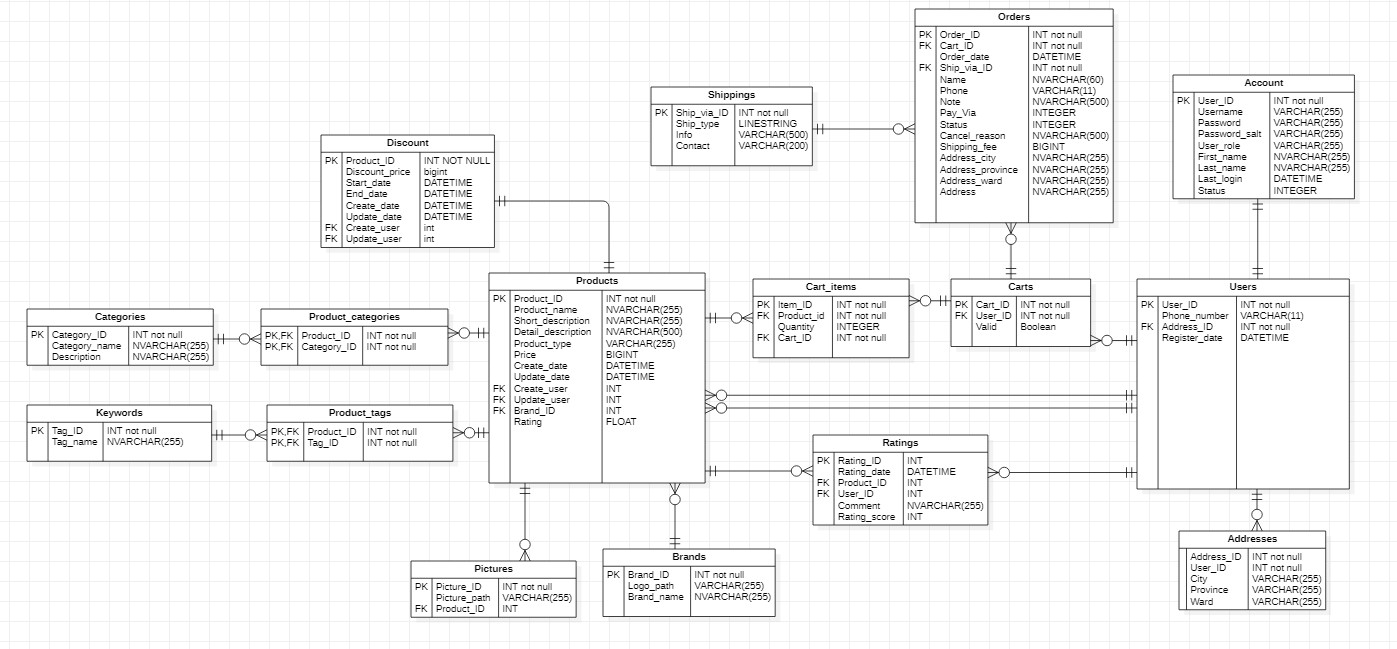 Orders
PK Order_ID INT not null
FK Cart_ID INT not null
Order_date DATETIME
FK Ship_via_ID INT not null
Name NVARCHAR(60)
Phone VARCHAR(11)
Note NVARCHAR(500)
Pay_Via INTEGER
Status INTEGER
Cancel_reason NVARCHAR(500)
Shipping_fee BIGINT
Address_city NVARCHAR(255)
Address_province NVARCHAR(255)
Address_ward NVARCHAR(255)
Address NVARCHAR(255)
Account
PK User_ID INT not null
Username VARCHAR(255)
Password VARCHAR(255)
Password_salt VARCHAR(255)
User_role VARCHAR(255)
First_name NVARCHAR(255)
Last_name NVARCHAR(255)
Last_login DATETIME
Status INTEGER
Shippings
PK Ship_via_ID INT not null
Ship_type LINESTRING
Info VARCHAR(500)
Contact VARCHAR(200)
Discount
PK Product_ID INT NOT NULL
Discount_price bigint
Start_date DATETIME
End_date DATETIME
Create_date DATETIME
Update_date DATETIME
FK Create_user int
FK Update_user int
Products
PK Product_ID INT not null
Product_name NVARCHAR(255)
Short_description NVARCHAR(255)
Detail_description NVARCHAR(500)
Product_type VARCHAR(255)
Price BIGINT
Create_date DATETIME
Update_date DATETIME
FK Create_user INT
FK Update_user INT
FK Brand_ID INT
Rating FLOAT
Cart_items
PK Item_ID INT not null
FK Product_id INT not null
Quantity INTEGER
FK Cart_ID INT not null
Carts
PK Cart_ID INT not null
FK User_ID INT not null
Valid Boolean
Users
PK User_ID INT not null
Phone_number VARCHAR(11)
FK Address_ID INT not null
Register_date DATETIME
Categories
PK Category_ID INT not null
Category_name NVARCHAR(255)
Description NVARCHAR(255)
Product_categories
PK,FK Product_ID INT not null
PK,FK Category_ID INT not null
Keywords
PK Tag_ID INT not null
Tag_name NVARCHAR(255)
Product_tags
PK,FK Product_ID INT not null
PK,FK Tag_ID INT not null
Ratings
PK Rating_ID INT
Rating_date DATETIME
FK Product_ID INT
FK User_ID INT
Comment NVARCHAR(255)
Rating_score INT
Pictures
PK Picture_ID INT not null
Picture_path VARCHAR(255)
FK Product_ID INT
Brands
PK Brand_ID INT not null
Logo_path VARCHAR(255)
Brand_name NVARCHAR(255)
Addresses
Address_ID INT not null
User_ID INT not null
City VARCHAR(255)
Province VARCHAR(255)
Ward VARCHAR(255)